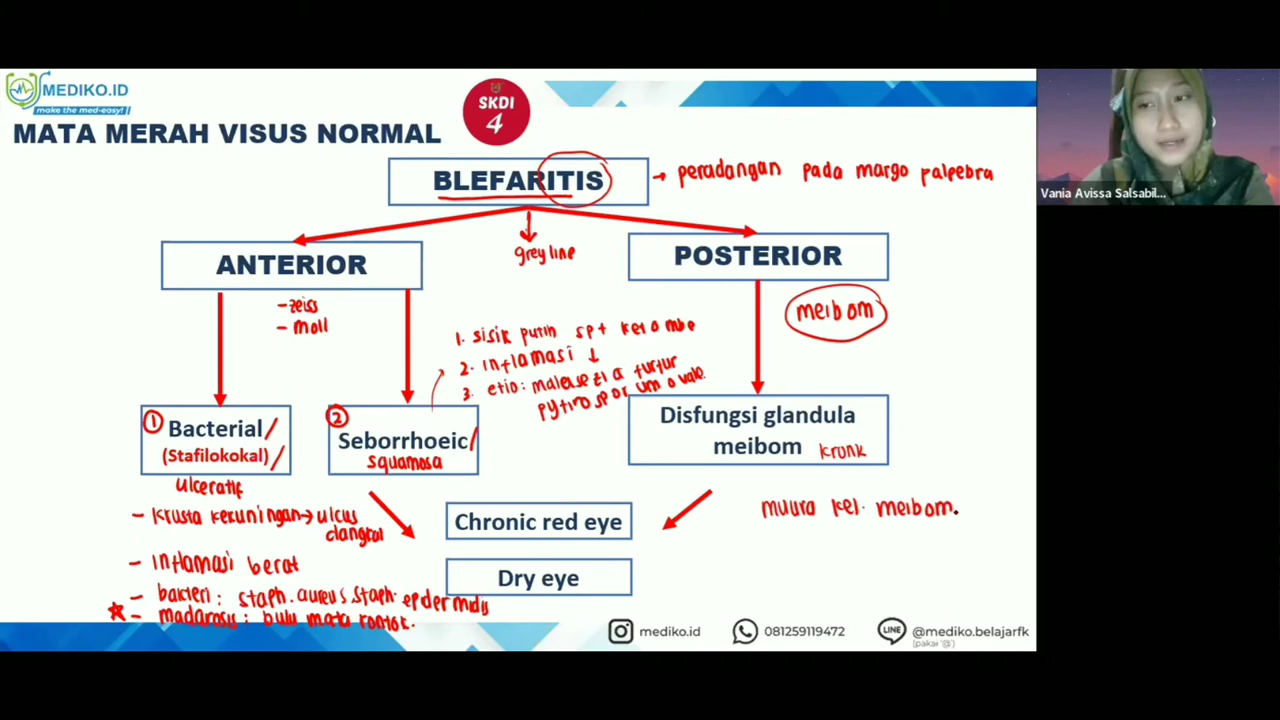 MEDIKO.ID
make the med-easy!
SKDI
4
MATA MERAH VISUS NORMAL
BLEFARITIS
→ peradangan pada margo palpebra
Vania Avissa Salsabil...
greyline
ANTERIOR
POSTERIOR
- zeiss
- moll
meibom
1. sisik putih spt ketombe
2. inflamasi ↓
3. etio: malassezia furfur
pytirosporum ovale.
1 Bacterial/
(Stafilokokal)/
ulceratif
2 Seborrhoeic/
squamosa
Disfungsi glandula
meibom kronik
- krusta kekuningan → ulcus
dangkal
- inflamasi berat
- bakteri: staph. aureus. staph. epidermidis
- madarosis: bulu mata rontok.
Chronic red eye
Dry eye
muara kel. meibom.
mediko.id
081259119472
@mediko.belajarfk
(pakai '@')